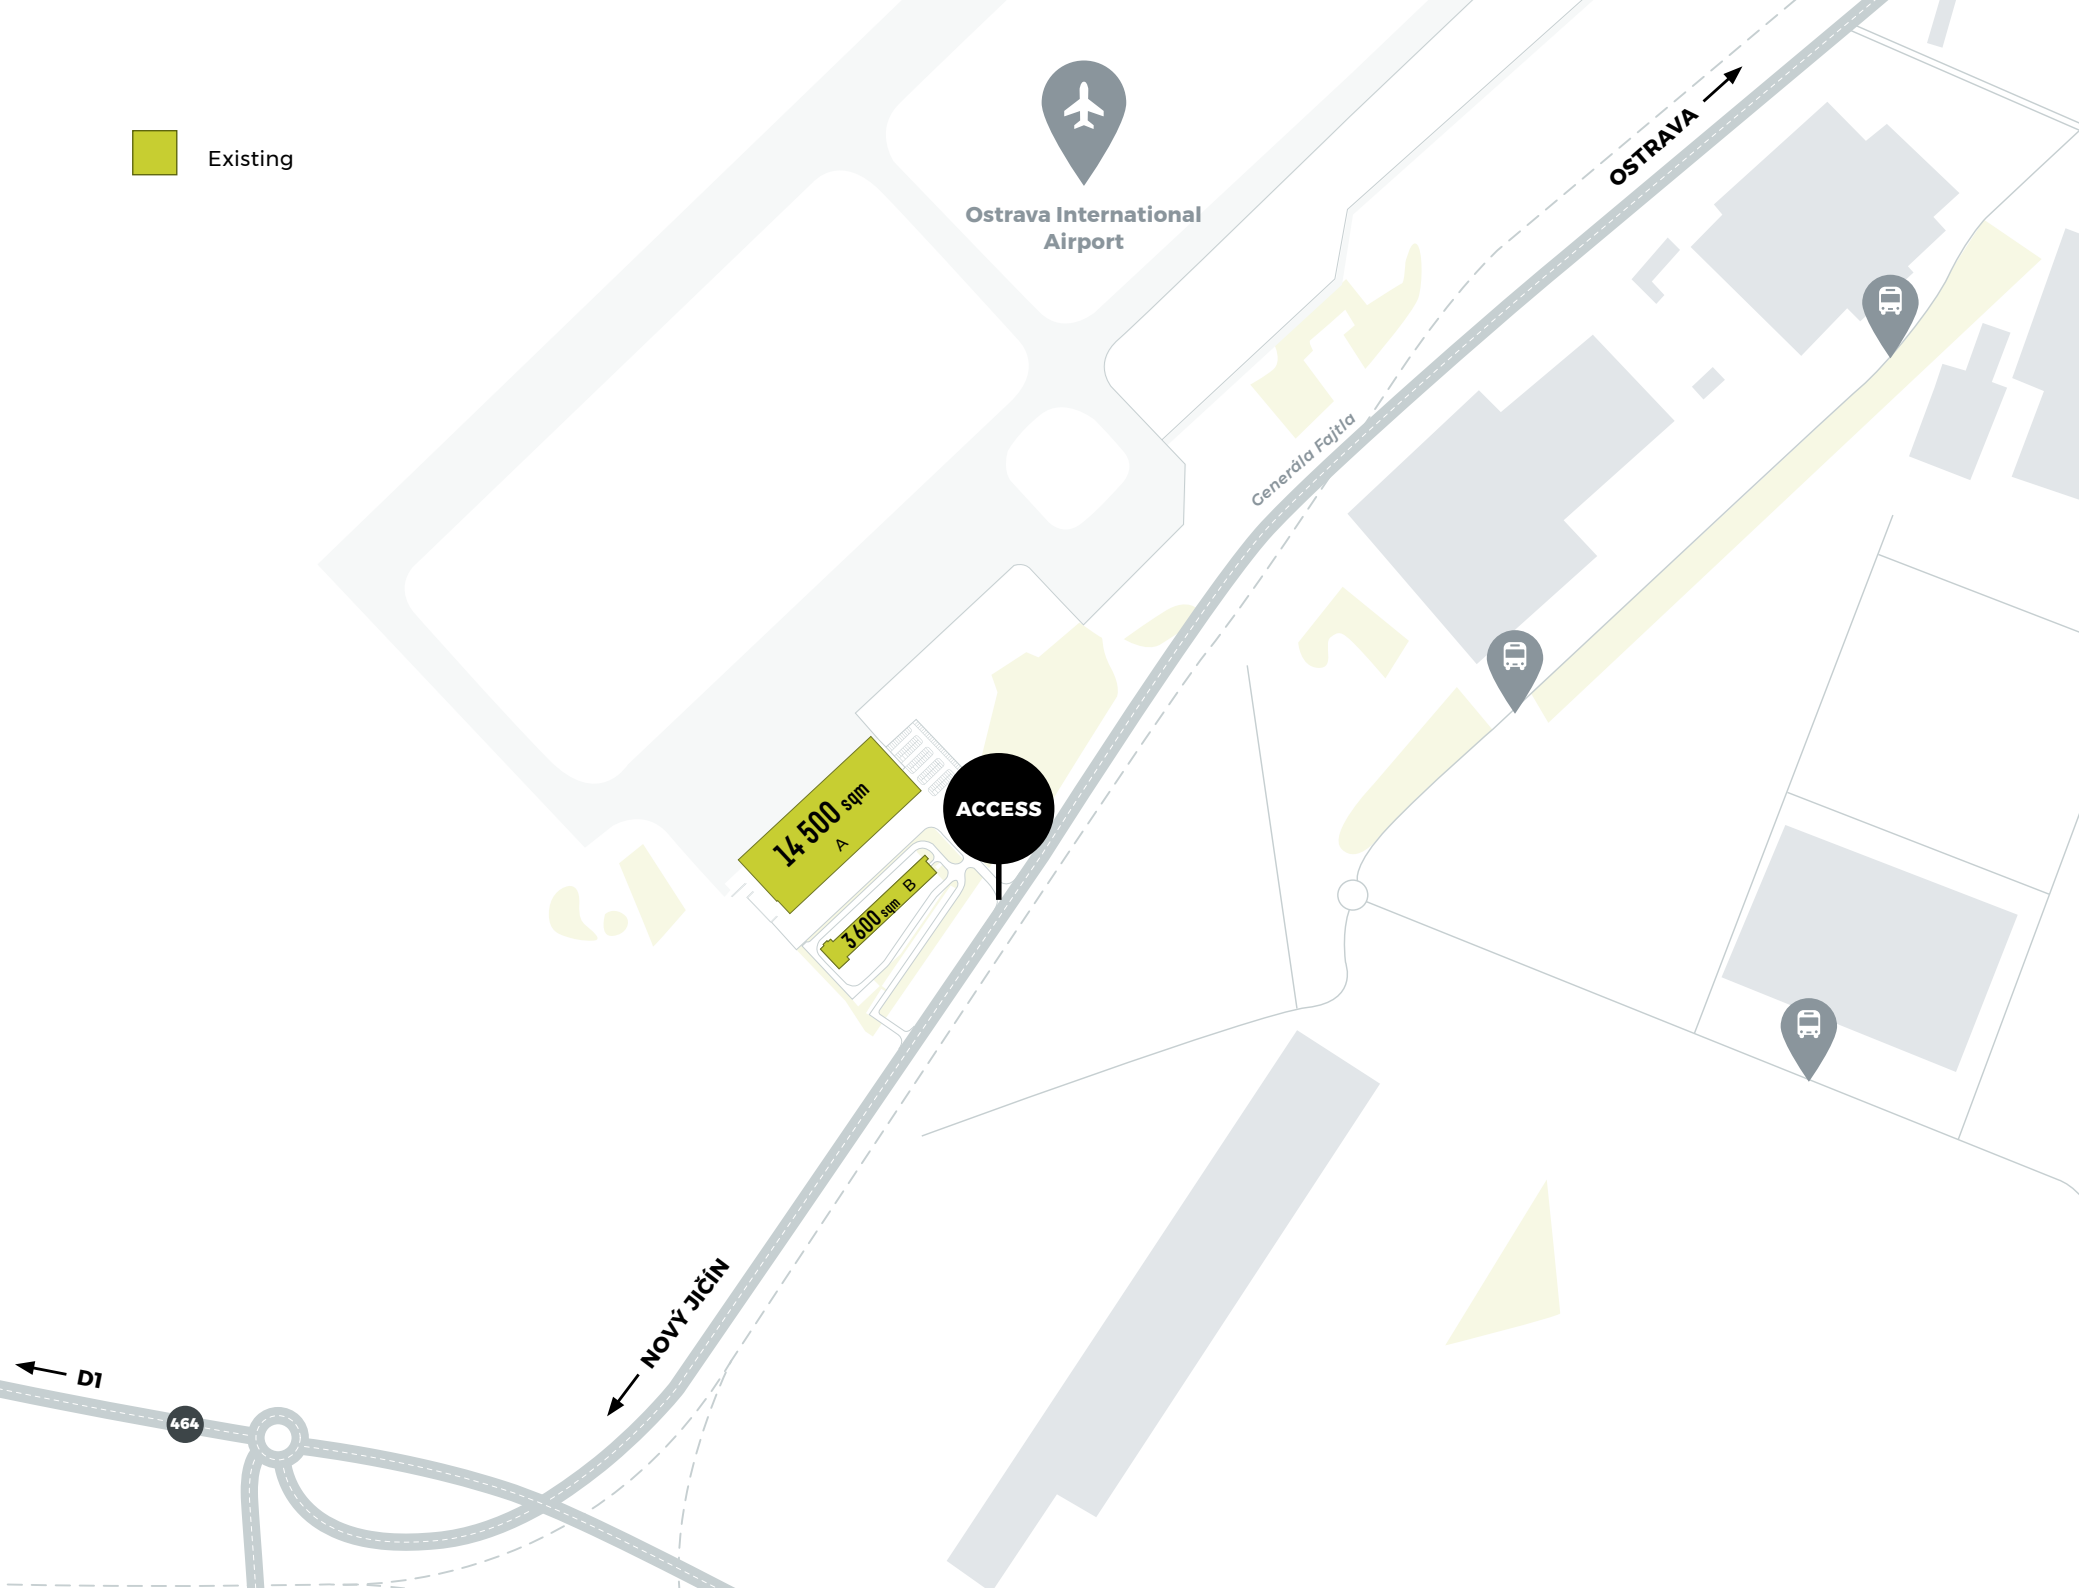 Existing
Ostrava International
Airport
OSTRAVA
Generála Fajtla
14 500 sqm
A
ACCESS
3 600 sqm
B
NOVÝ JIČÍN
D1
464